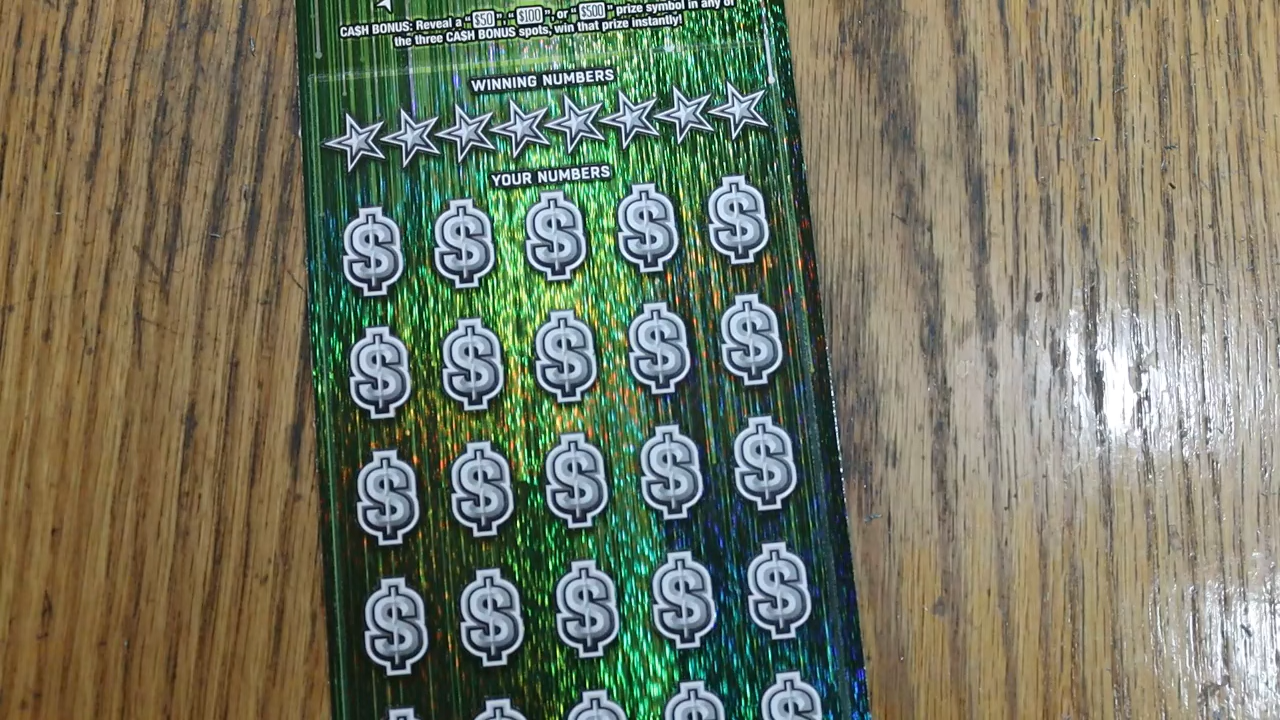 CA$H BONUS: Reveal a "$50", "$100", or "$500" prize symbol in any of
the three CA$H BONUS spots, win that prize instantly!
WINNING NUMBERS
YOUR NUMBERS
$ $ $ $ $
$ $ $ $ $
$ $ $ $ $
$ $ $ $ $
$ $ $ $ $